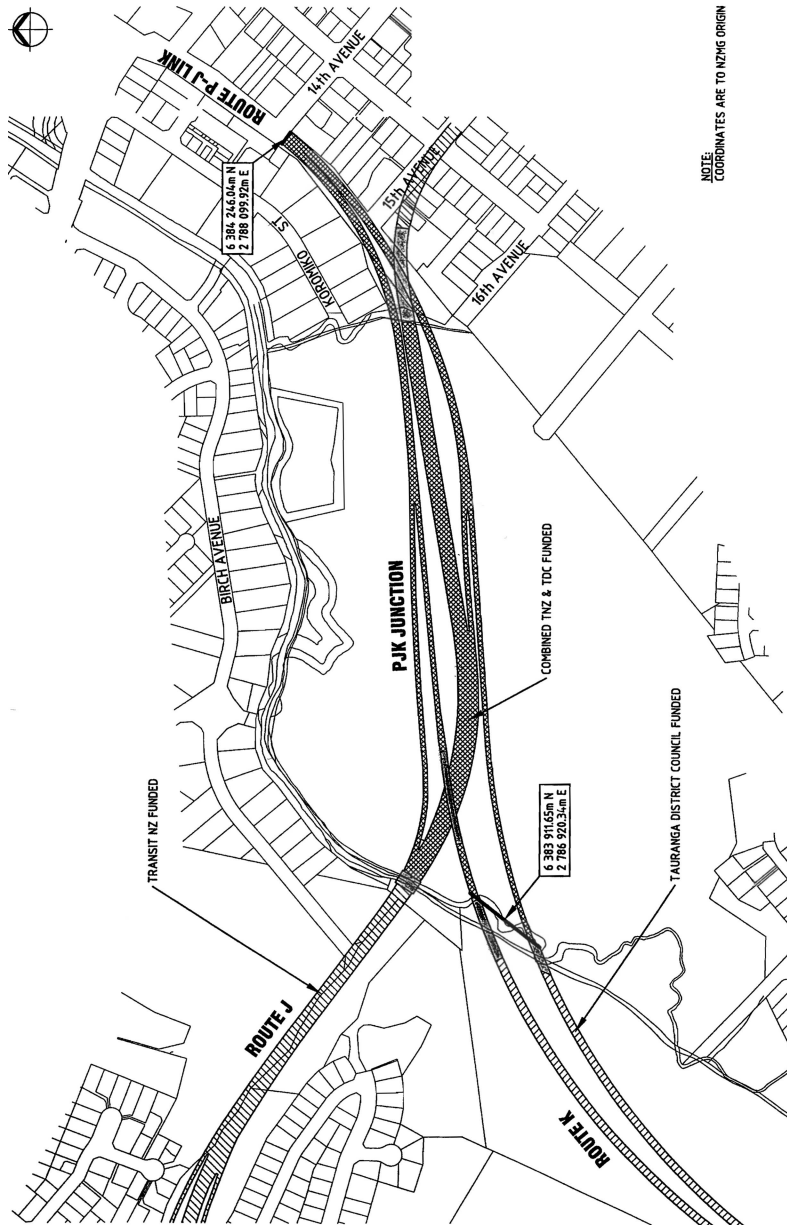 ROUTE P-J LINK
14th AVENUE
6 384 246.04m N
2 788 099.92m E
KOROMIKO
ST
15th AVENUE
16th AVENUE
NOTE:
COORDINATES ARE TO NZMG ORIGIN
BIRCH AVENUE
PJK JUNCTION
COMBINED TNZ & TDC FUNDED
TRANSIT NZ FUNDED
6 383 911.65m N
2 786 920.34m E
TAURANGA DISTRICT COUNCIL FUNDED
ROUTE J
ROUTE K